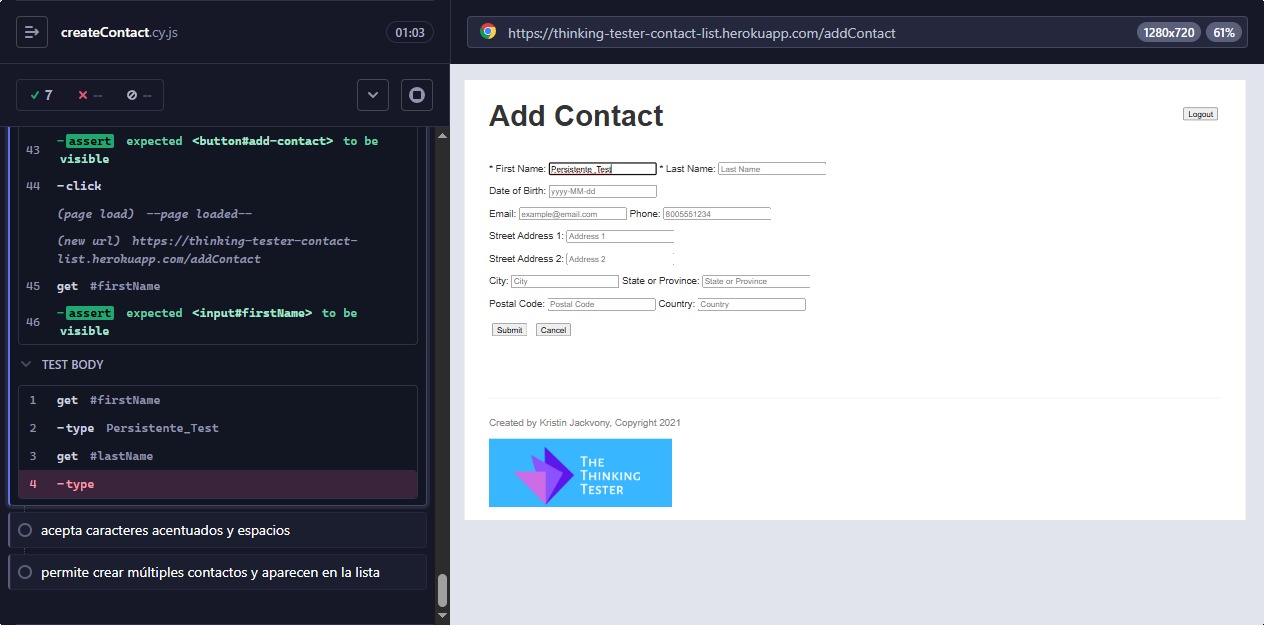 createContact.cy.js
01:03
7 -- --
43 -assert expected <button#add-contact> to be
visible
44 -click
(page load) --page loaded--
(new url) https://thinking-tester-contact-
list.herokuapp.com/addContact
45 get #firstName
46 -assert expected <input#firstName> to be
visible
TEST BODY
1 get #firstName
2 -type Persistente_Test
3 get #lastName
4 -type
acepta caracteres acentuados y espacios
permite crear múltiples contactos y aparecen en la lista
https://thinking-tester-contact-list.herokuapp.com/addContact 1280x720 61%
Add Contact
Logout
* First Name: Persistente_Test * Last Name: Last Name
Date of Birth: yyyy-MM-dd
Email: example@email.com Phone: 8005551234
Street Address 1: Address 1
Street Address 2: Address 2
City: City State or Province: State or Province
Postal Code: Postal Code Country: Country
Submit Cancel
Created by Kristin Jackvony, Copyright 2021
THE
THINKING
TESTER